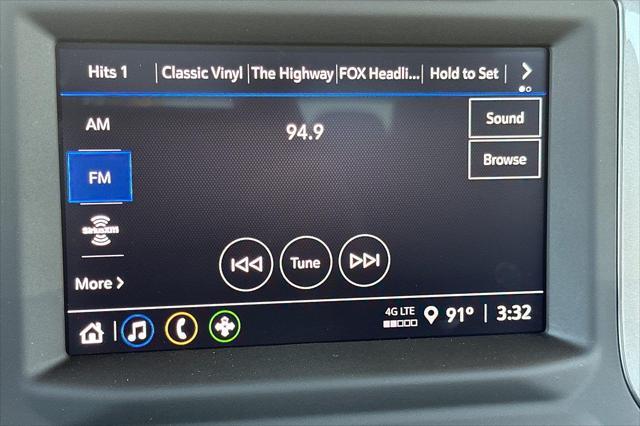 Hits 1 Classic Vinyl The Highway FOX Headli... Hold to Set
AM 94.9 Sound
FM Browse
SiriusXM
Tune
More
4G LTE
91° 3:32